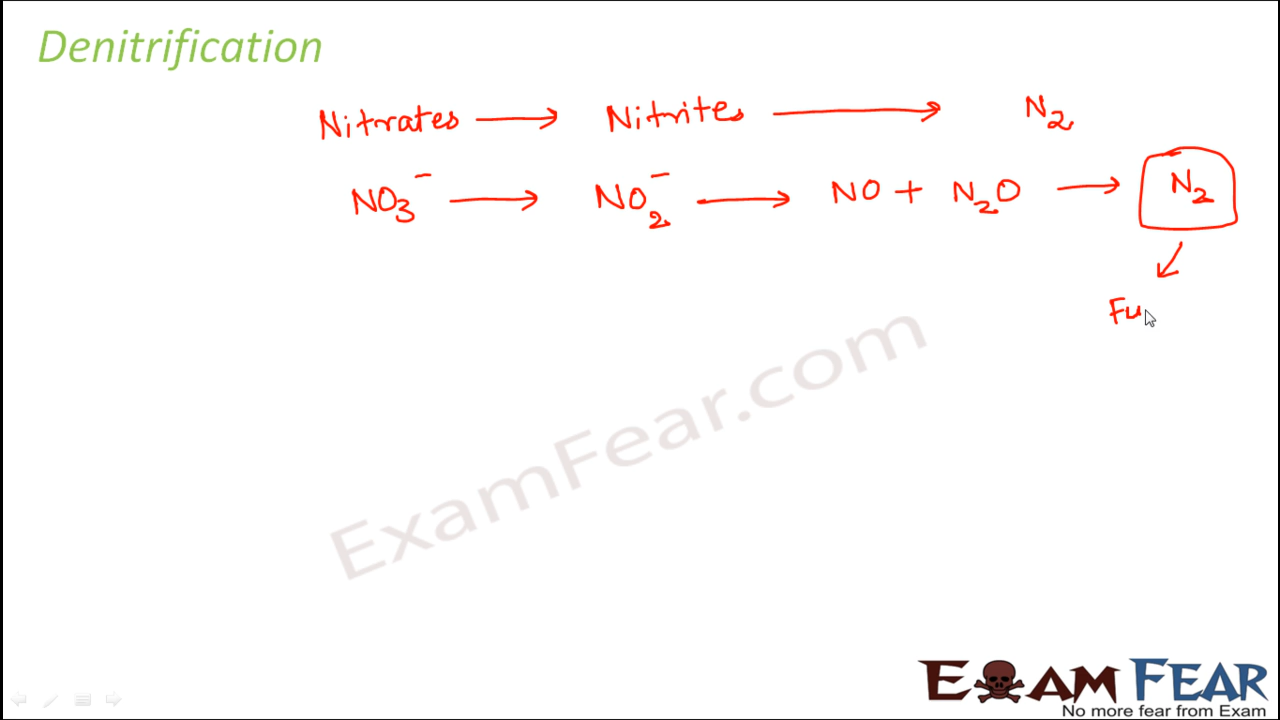 Denitrification
Nitrates → Nitrites → N2
NO3⁻ → NO2⁻ → NO + N2O → N2
Fu
ExamFear.com
EXAM FEAR
No more fear from Exam